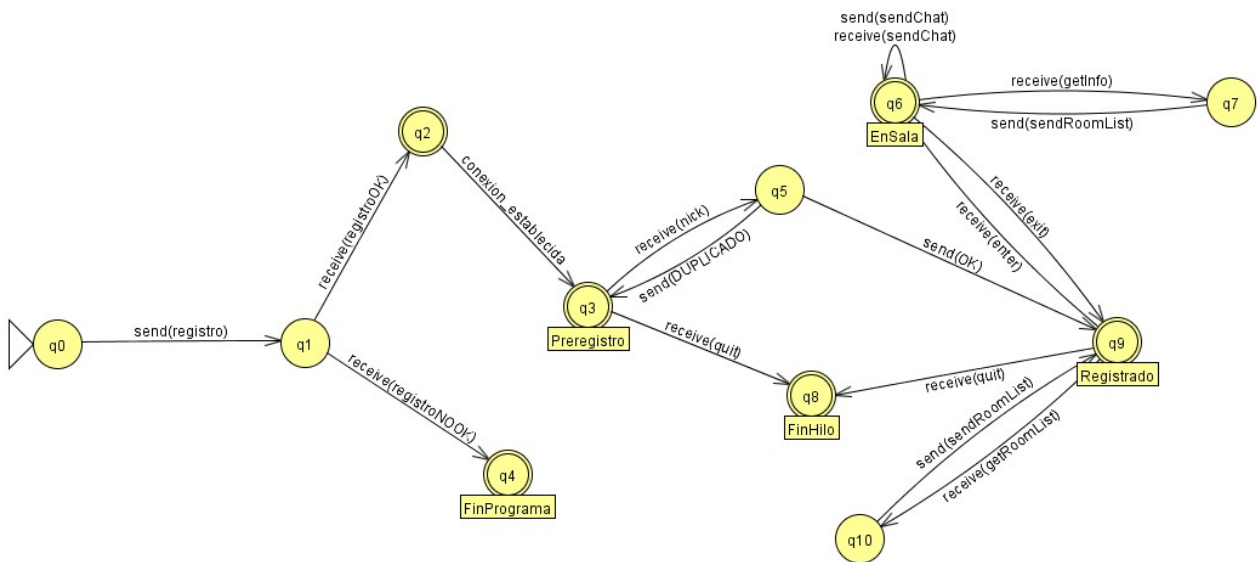 send(sendChat)
receive(sendChat)
receive(getInfo)
q6
q7
send(sendRoomList)
EnSala
q2
receive(registroOK)
conexion_establecida
q5
receive(nick)
send(DUPLICADO)
receive(exit)
receive(enter)
send(OK)
q3
Preregistro
q0
send(registro)
q1
receive(quit)
q9
Registrado
receive(quit)
q8
FinHilo
receive(registroNOOK)
send(sendRoomList)
receive(getRoomList)
q4
FinPrograma
q10